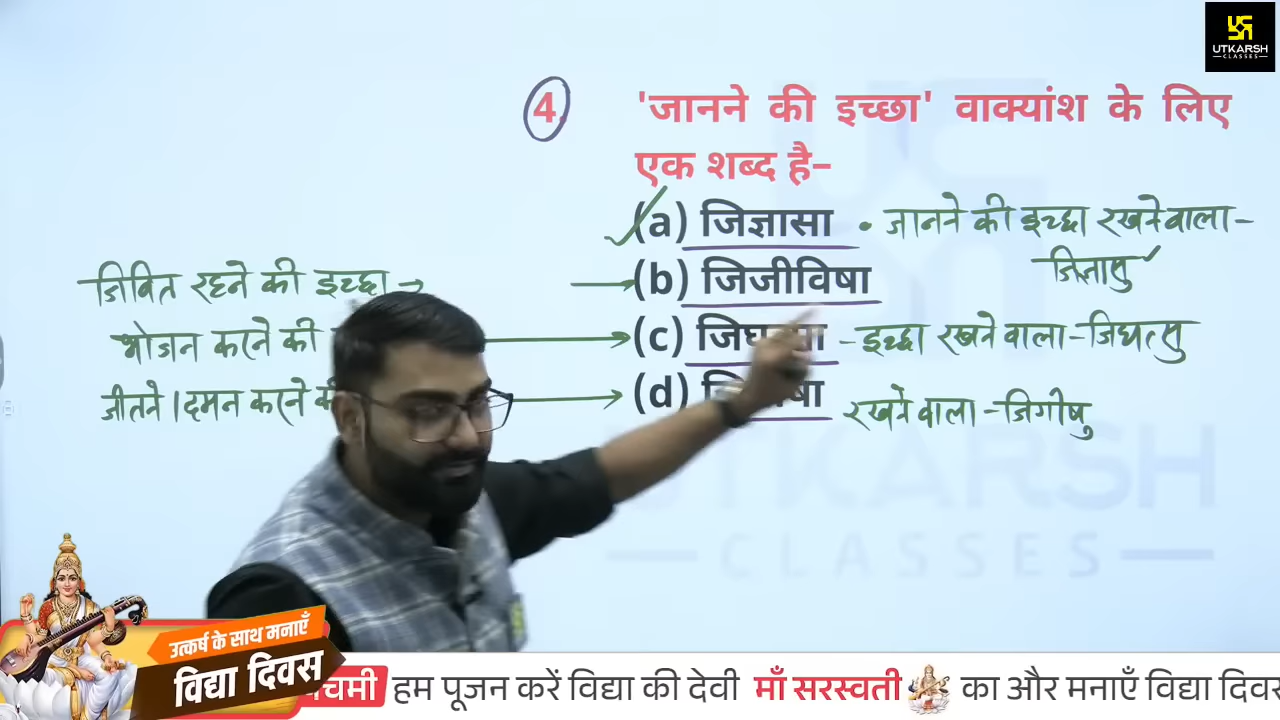 UTKARSH
CLASSES
4.
'जानने की इच्छा' वाक्यांश के लिए
एक शब्द है–
(a) जिज्ञासा • जानने की इच्छा रखने वाला –
जिज्ञासु
जिवित रहने की इच्छा → (b) जिजीविषा
भोजन करने की → (c) – इच्छा रखने वाला – जिघत्सु
जीतने । दमन करने की → (d) रखने वाला – जिगीषु
UTKARSH
CLASSES
उत्कर्ष के साथ मनाएँ
विद्या दिवस
पंचमी हम पूजन करें विद्या की देवी माँ सरस्वती का और मनाएँ विद्या दिवस